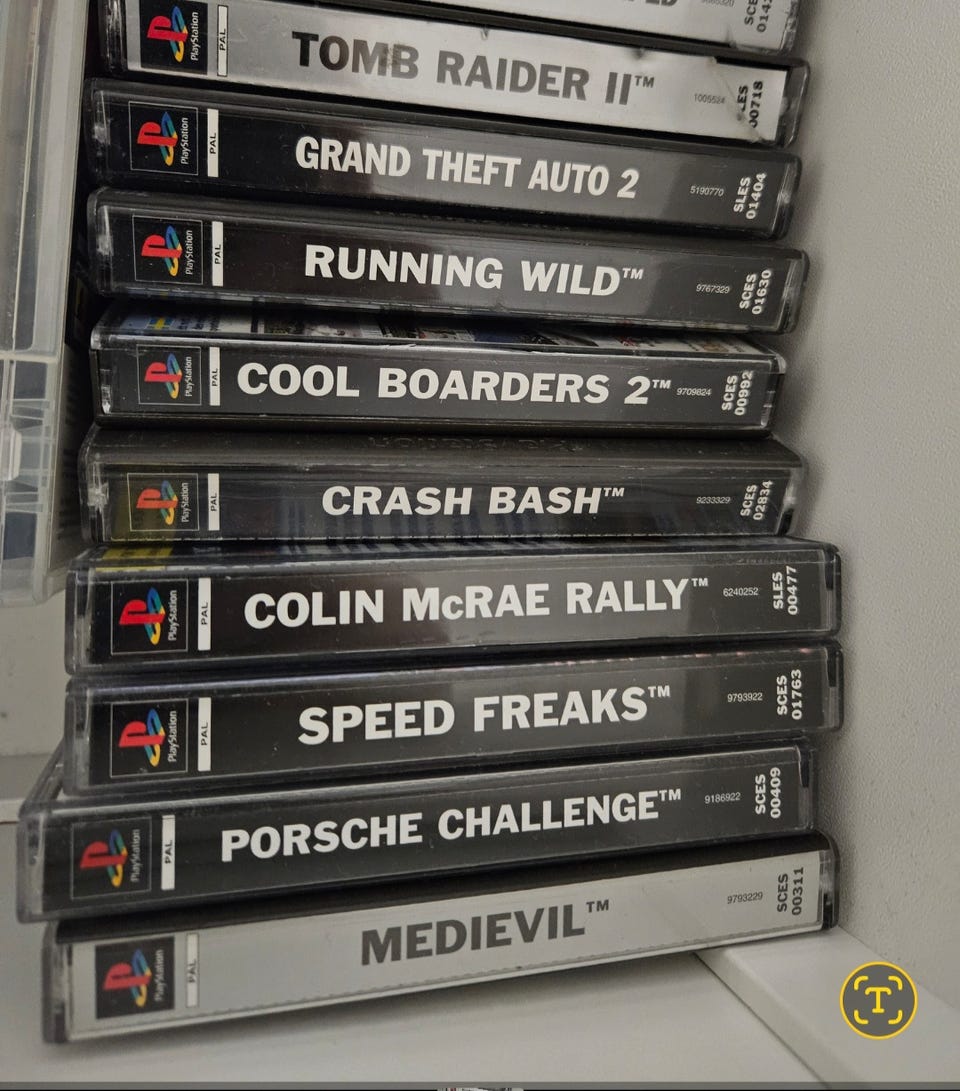 PlayStation
PAL
TOMB RAIDER II™
1005524
SLES
00718
PlayStation
PAL
GRAND THEFT AUTO 2
5190770
SLES
01404
PlayStation
PAL
RUNNING WILD™
9767329
SCES
01630
PlayStation
PAL
COOL BOARDERS 2™
9709824
SCES
00992
PlayStation
PAL
CRASH BASH™
9233329
SCES
02834
PlayStation
PAL
COLIN McRAE RALLY™
6240252
SLES
00477
PlayStation
PAL
SPEED FREAKS™
9793922
SCES
01763
PlayStation
PAL
PORSCHE CHALLENGE™
9186922
SCES
00409
PlayStation
PAL
MEDIEVIL™
9793229
SCES
00311